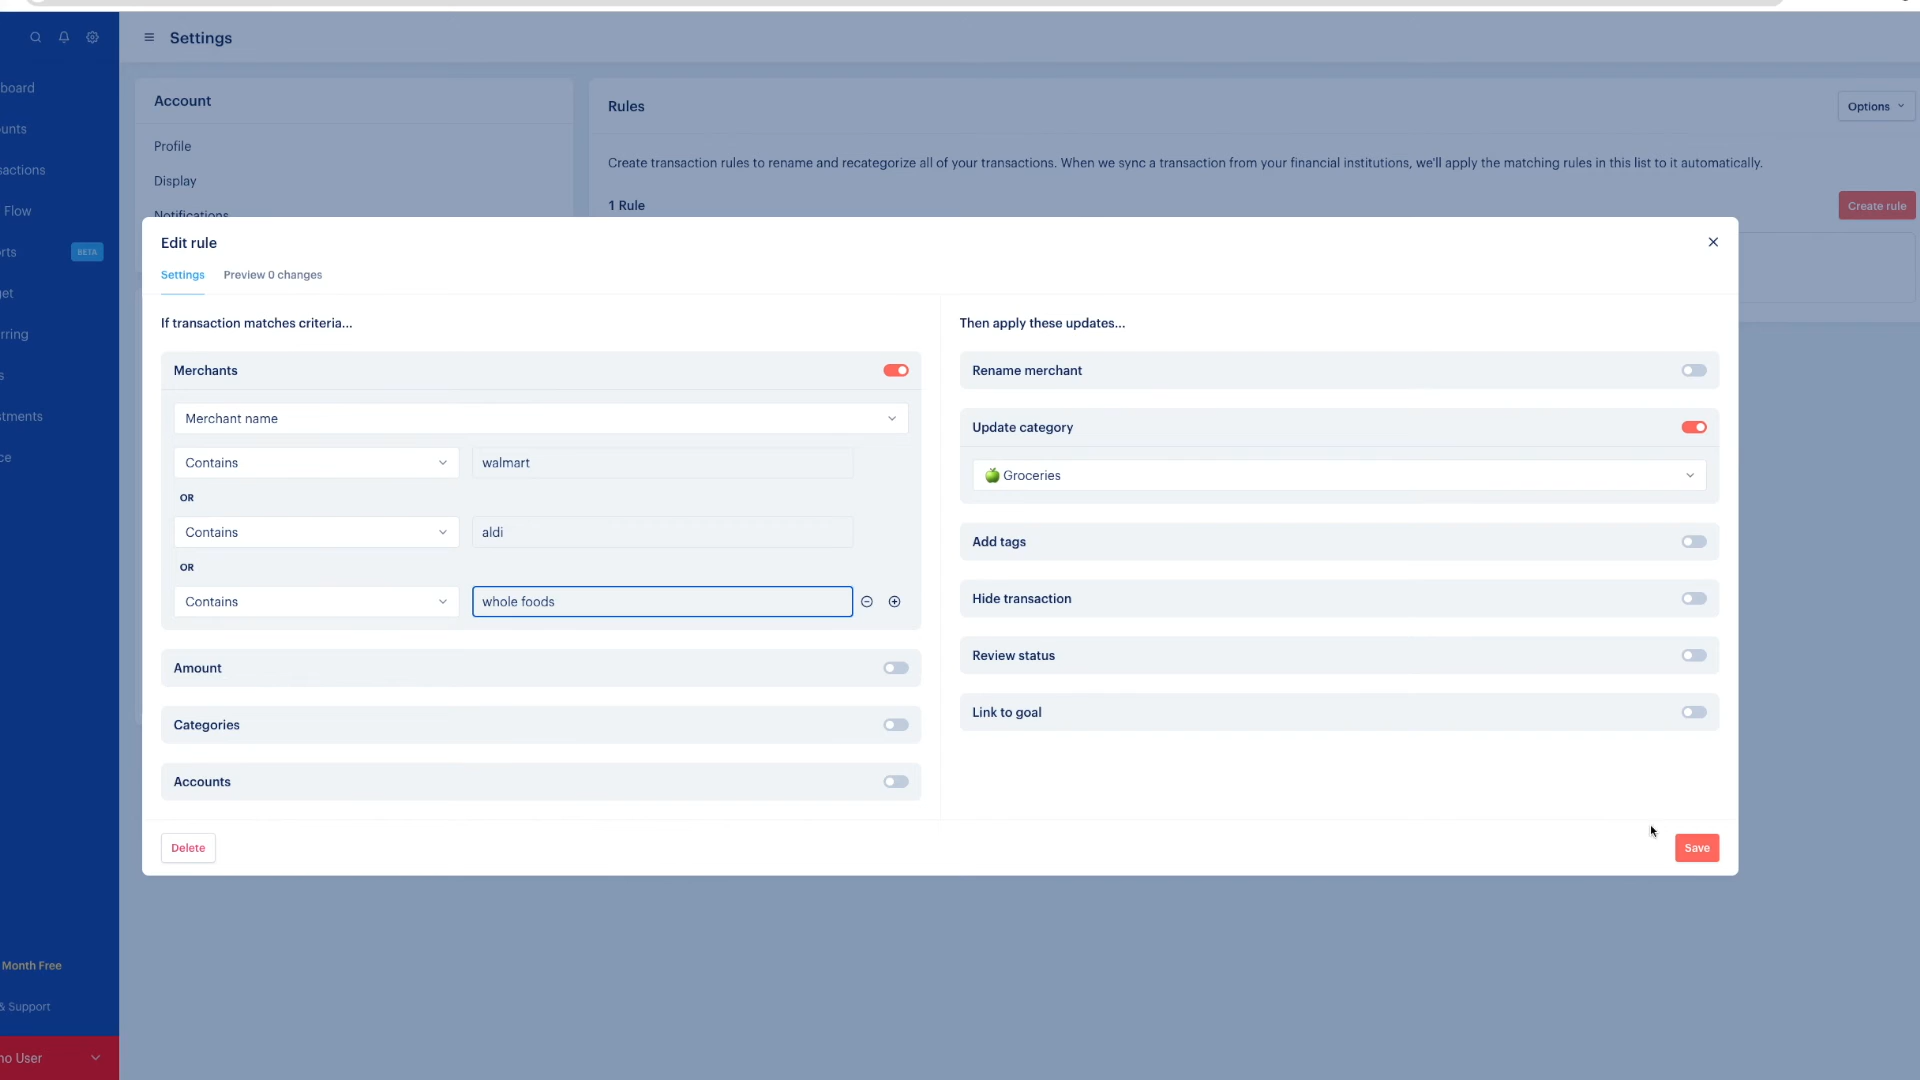 Settings
board
unts
sactions
Flow
rts
BETA
get
rring
s
stments
ce
Month Free
& Support
no User
Account
Profile
Display
Notifications
Rules
Options
Create transaction rules to rename and recategorize all of your transactions. When we sync a transaction from your financial institutions, we'll apply the matching rules in this list to it automatically.
1 Rule
Create rule
Edit rule
Settings
Preview 0 changes
If transaction matches criteria...
Merchants
Merchant name
Contains
walmart
OR
Contains
aldi
OR
Contains
whole foods
Amount
Categories
Accounts
Then apply these updates...
Rename merchant
Update category
Groceries
Add tags
Hide transaction
Review status
Link to goal
Delete
Save